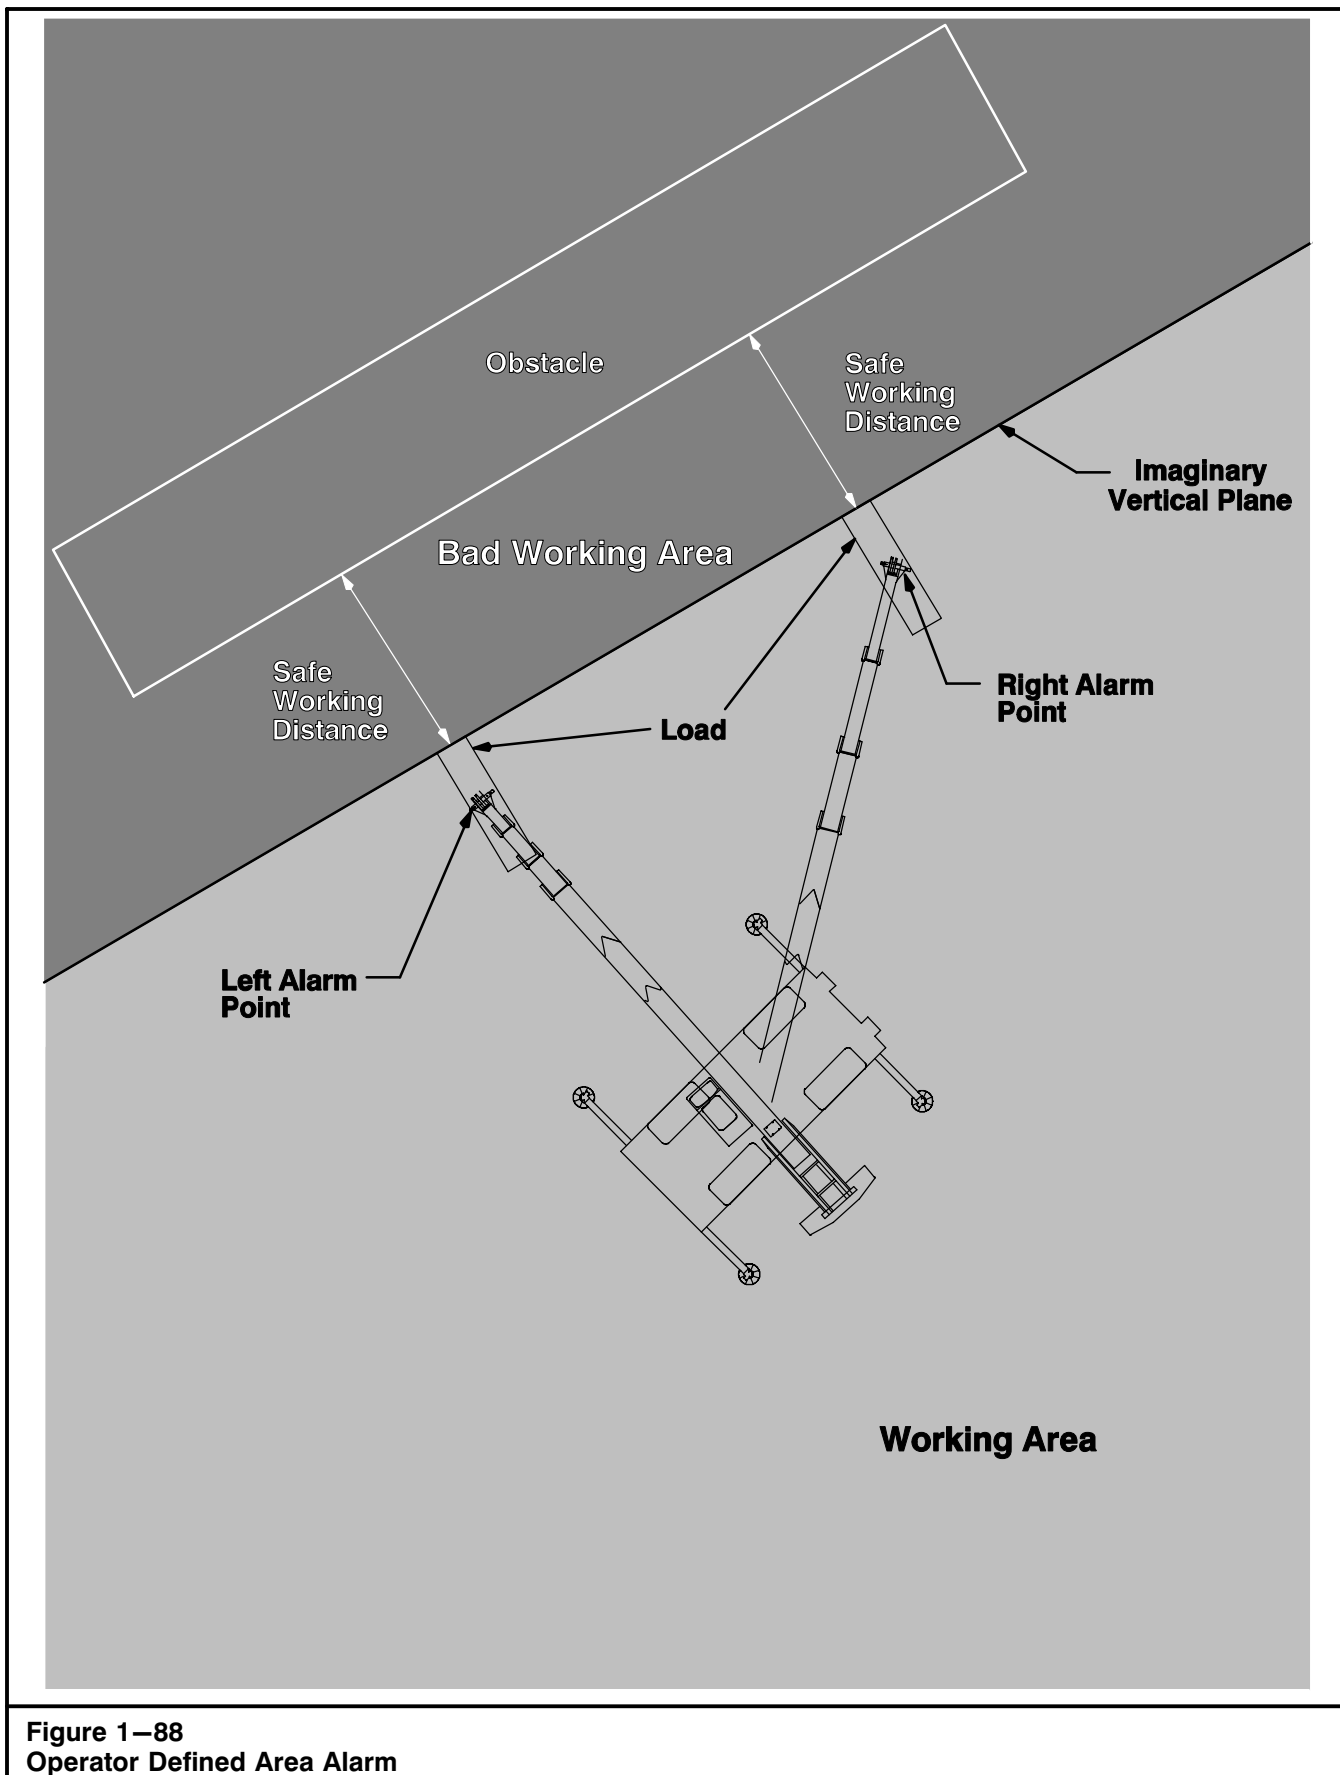 Obstacle
Safe
Working
Distance
Imaginary
Vertical Plane
Bad Working Area
Safe
Working
Distance
Right Alarm
Point
Load
Left Alarm
Point
Working Area
Figure 1—88
Operator Defined Area Alarm